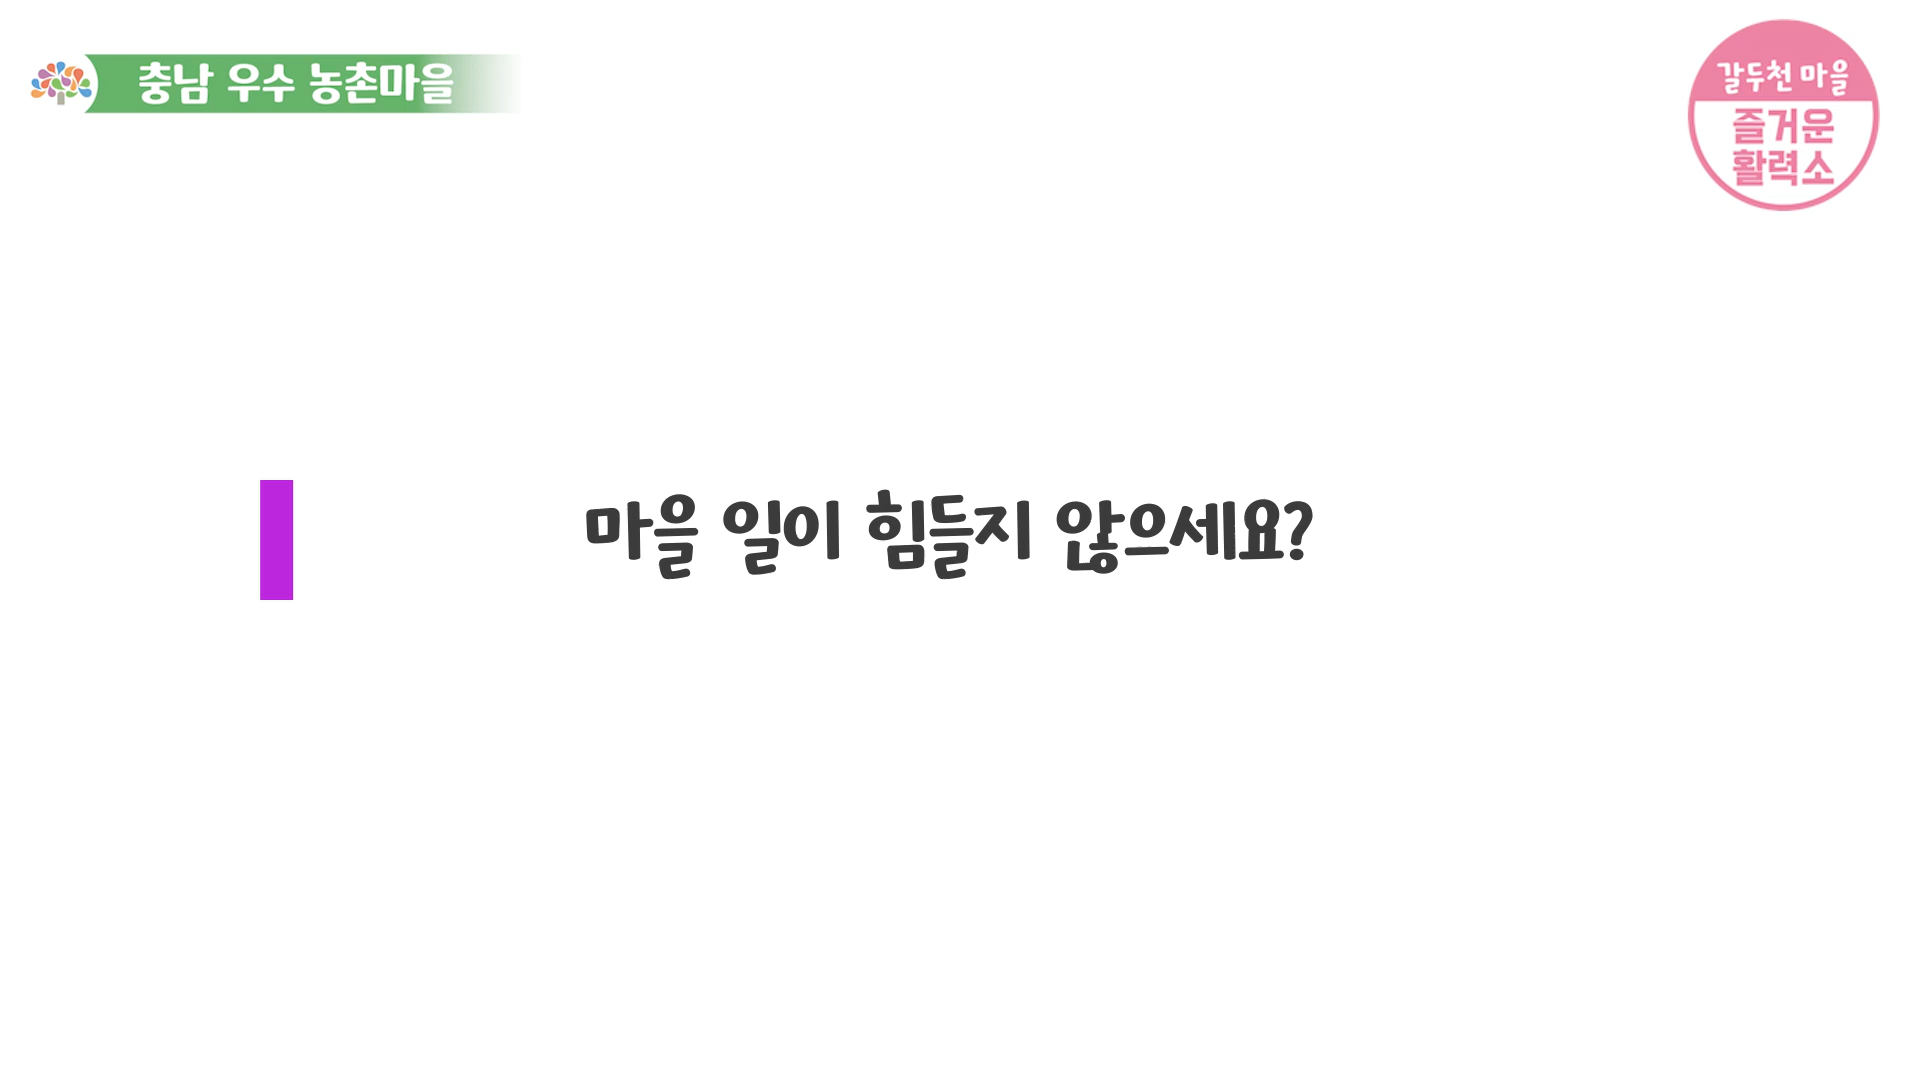 충남 우수 농촌마을
갈두천 마을
즐거운
활력소
마을 일이 힘들지 않으세요?